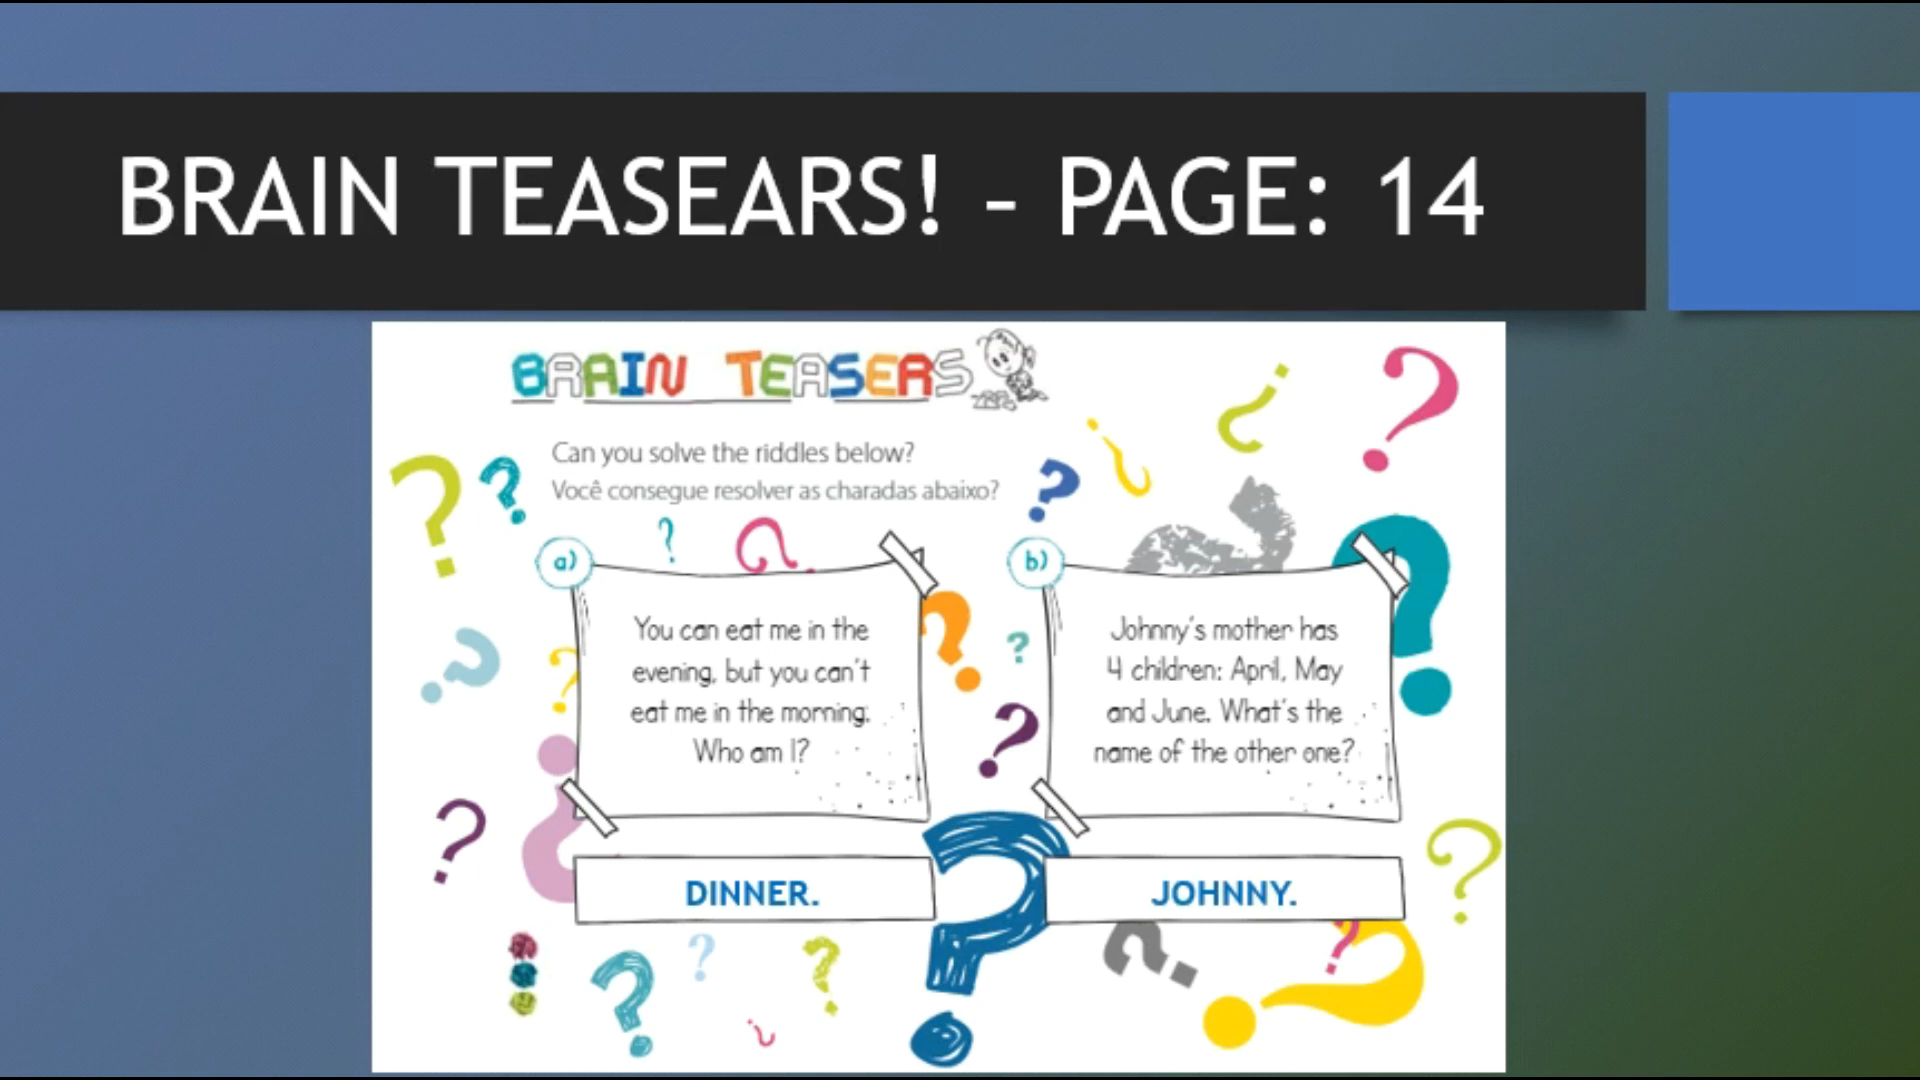 BRAIN TEASEARS! - PAGE: 14
BRAIN TEASERS
Can you solve the riddles below?
Você consegue resolver as charadas abaixo?
a)
You can eat me in the
evening, but you can't
eat me in the morning.
Who am I?
DINNER.
b)
Johnny's mother has
4 children: April, May
and June. What's the
name of the other one?
JOHNNY.